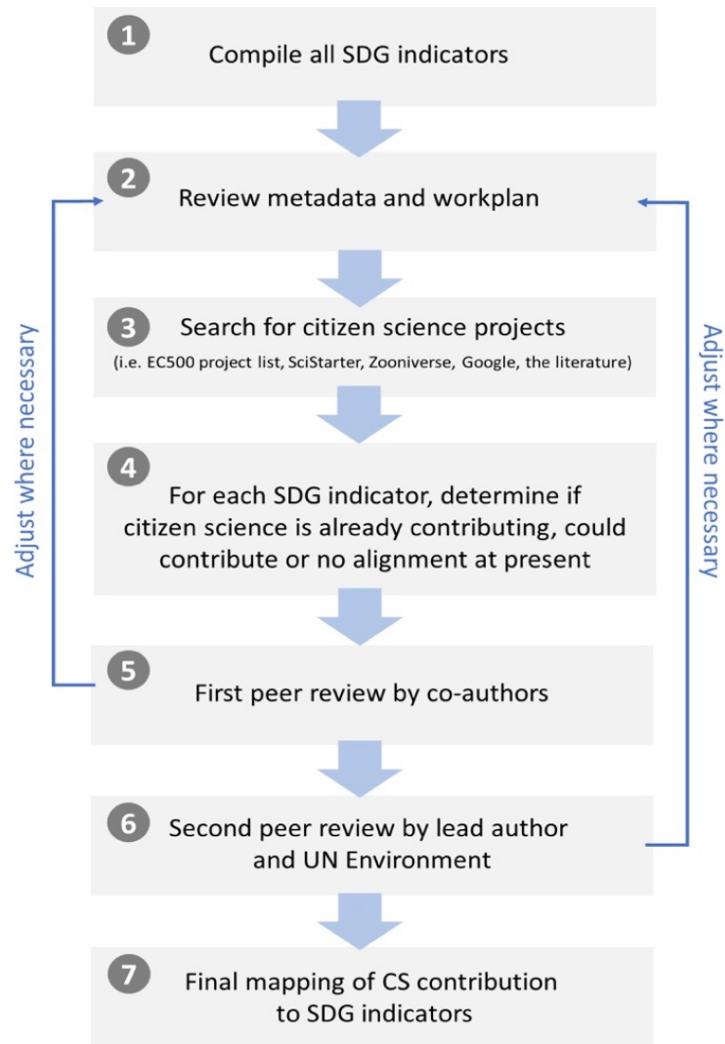 1
Compile all SDG indicators
2
Review metadata and workplan
3
Search for citizen science projects
(i.e. EC500 project list, SciStarter, Zooniverse, Google, the literature)
4
For each SDG indicator, determine if
citizen science is already contributing, could
contribute or no alignment at present
5
First peer review by co-authors
6
Second peer review by lead author
and UN Environment
7
Final mapping of CS contribution
to SDG indicators
Adjust where necessary
Adjust where necessary